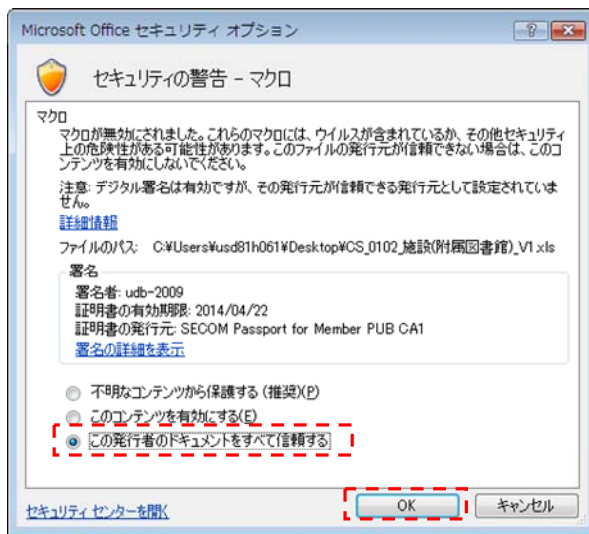 Microsoft Office セキュリティ オプション
セキュリティの警告 - マクロ
マクロ
マクロが無効にされました。これらのマクロには、ウイルスが含まれているか、その他セキュリティ
上の危険性がある可能性があります。このファイルの発行元が信頼できない場合は、このコ
ンテンツを有効にしないでください。
注意: デジタル署名は有効ですが、その発行元が信頼できる発行元として設定されていま
せん。
詳細情報
ファイルのパス: C:¥Users¥usd81h061¥Desktop¥CS_0102_施設(附属図書館)_V1.xls
署名
署名者: udb-2009
証明書の有効期限: 2014/04/22
証明書の発行元: SECOM Passport for Member PUB CA1
署名の詳細を表示
不明なコンテンツから保護する (推奨)(P)
このコンテンツを有効にする(E)
この発行者のドキュメントをすべて信頼する
セキュリティ センターを開く
OK
キャンセル